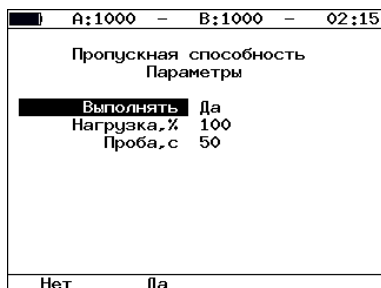 A:1000 – B:1000 – 02:15
Пропускная способность
Параметры
Выполнять Да
Нагрузка,% 100
Проба,с 50
Нет Да